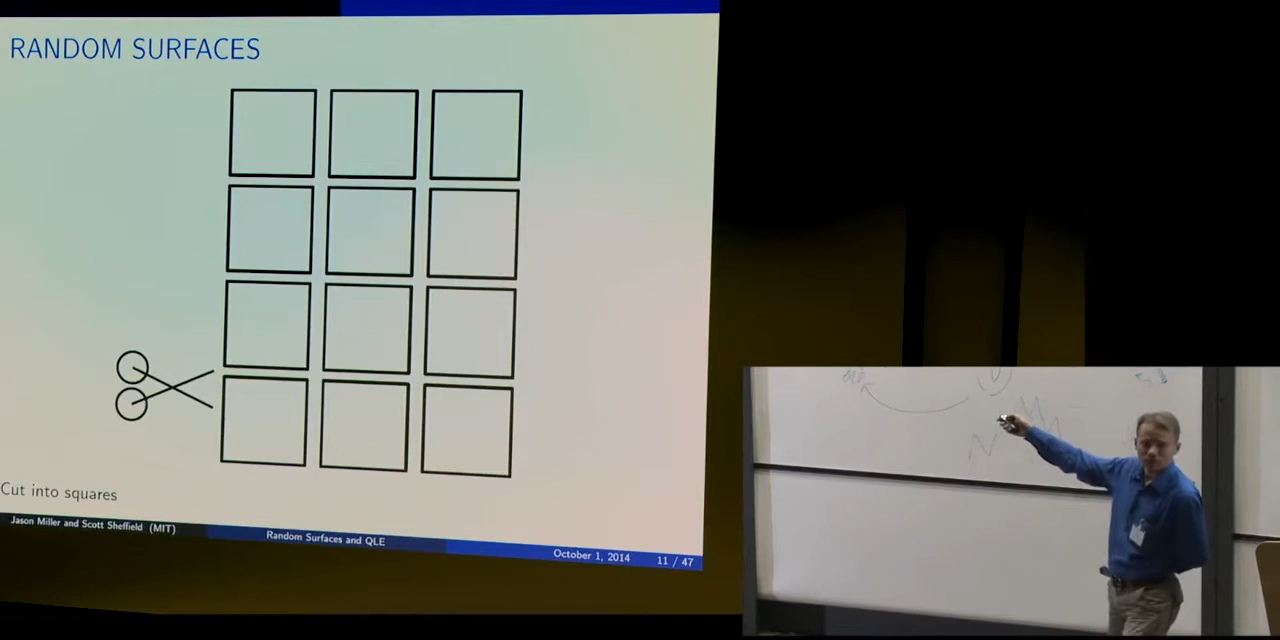 RANDOM SURFACES
Cut into squares
Jason Miller and Scott Sheffield (MIT)
Random Surfaces and QLE
October 1, 2014
11 / 47